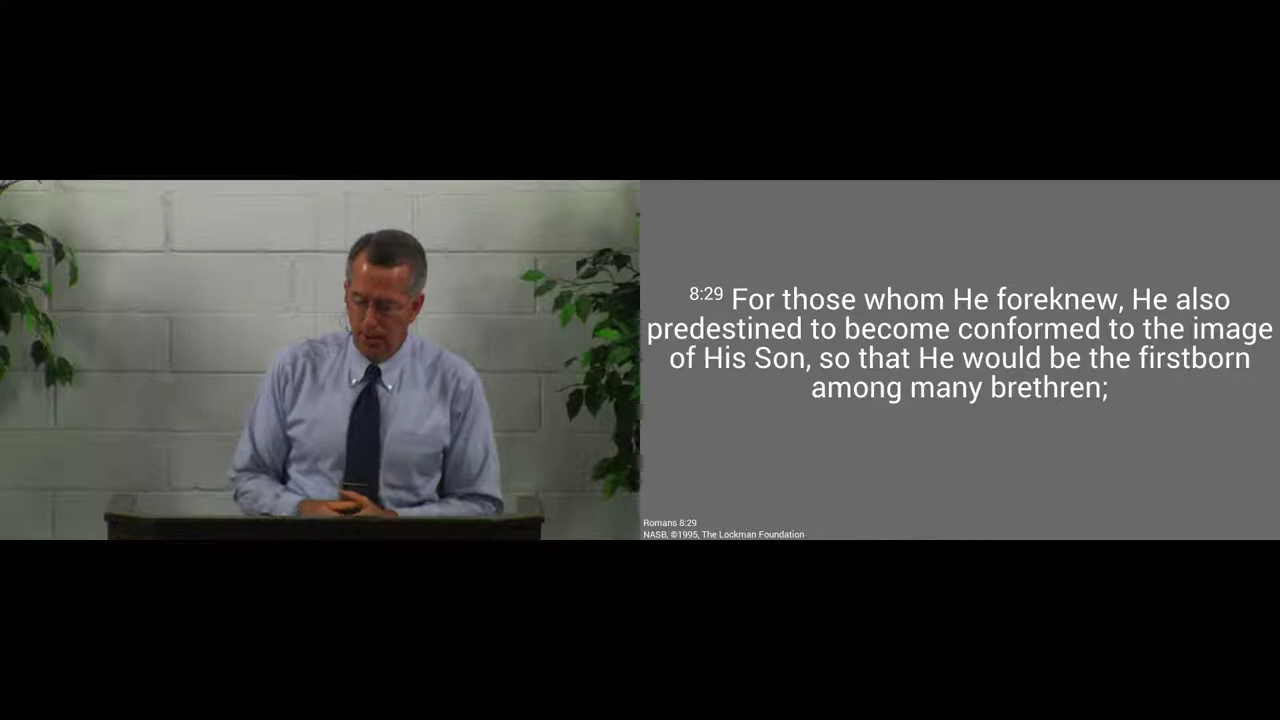 8:29 For those whom He foreknew, He also
predestined to become conformed to the image
of His Son, so that He would be the firstborn
among many brethren;
Romans 8:29
NASB, ©1995, The Lockman Foundation